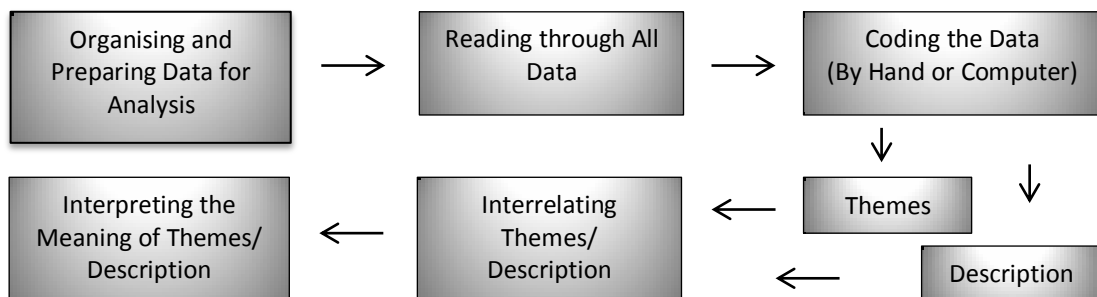 Organising and
Preparing Data for
Analysis
Reading through All
Data
Coding the Data
(By Hand or Computer)
Themes
Description
Interrelating
Themes/
Description
Interpreting the
Meaning of Themes/
Description